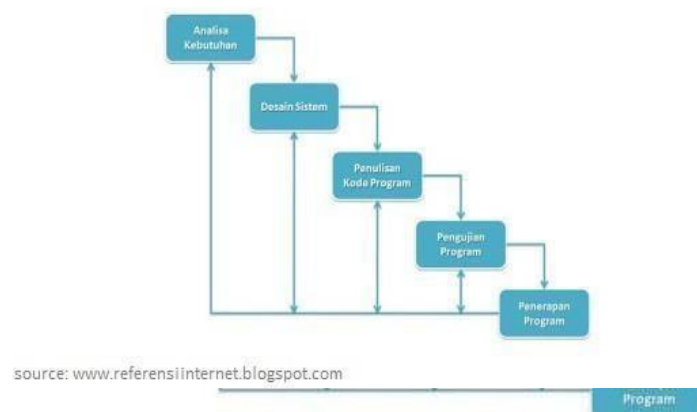 Analisa
Kebutuhan
Desain Sistem
Penulisan
Kode Program
Pengujian
Program
Penerapan
Program
source: www.referensiinternet.blogspot.com
Program